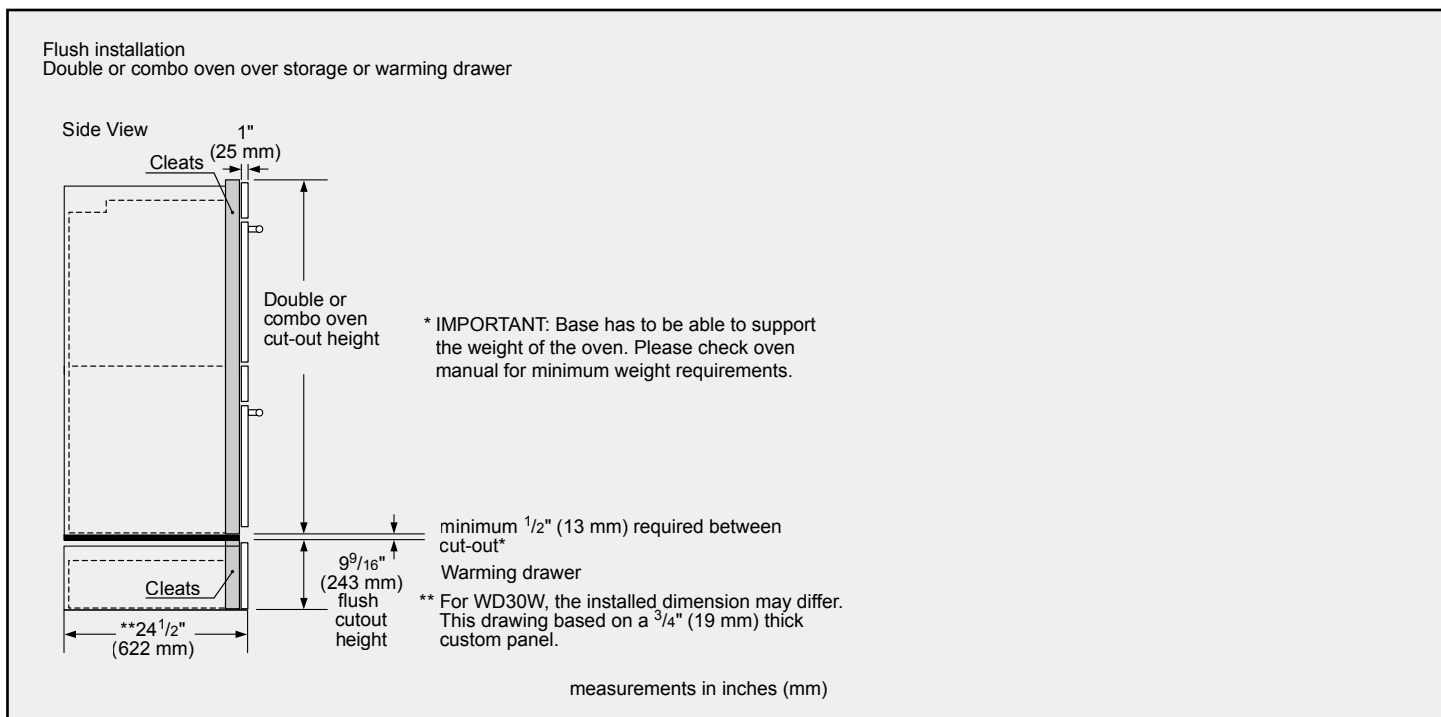 Flush installation
Double or combo oven over storage or warming drawer
Side View
1"
(25 mm)
Cleats
Double or
combo oven
cut-out height
* IMPORTANT: Base has to be able to support
the weight of the oven. Please check oven
manual for minimum weight requirements.
minimum 1/2" (13 mm) required between
cut-out*
9 9/16"
(243 mm)
flush
cutout
height
Warming drawer
Cleats
** For WD30W, the installed dimension may differ.
This drawing based on a 3/4" (19 mm) thick
custom panel.
**24 1/2"
(622 mm)
measurements in inches (mm)